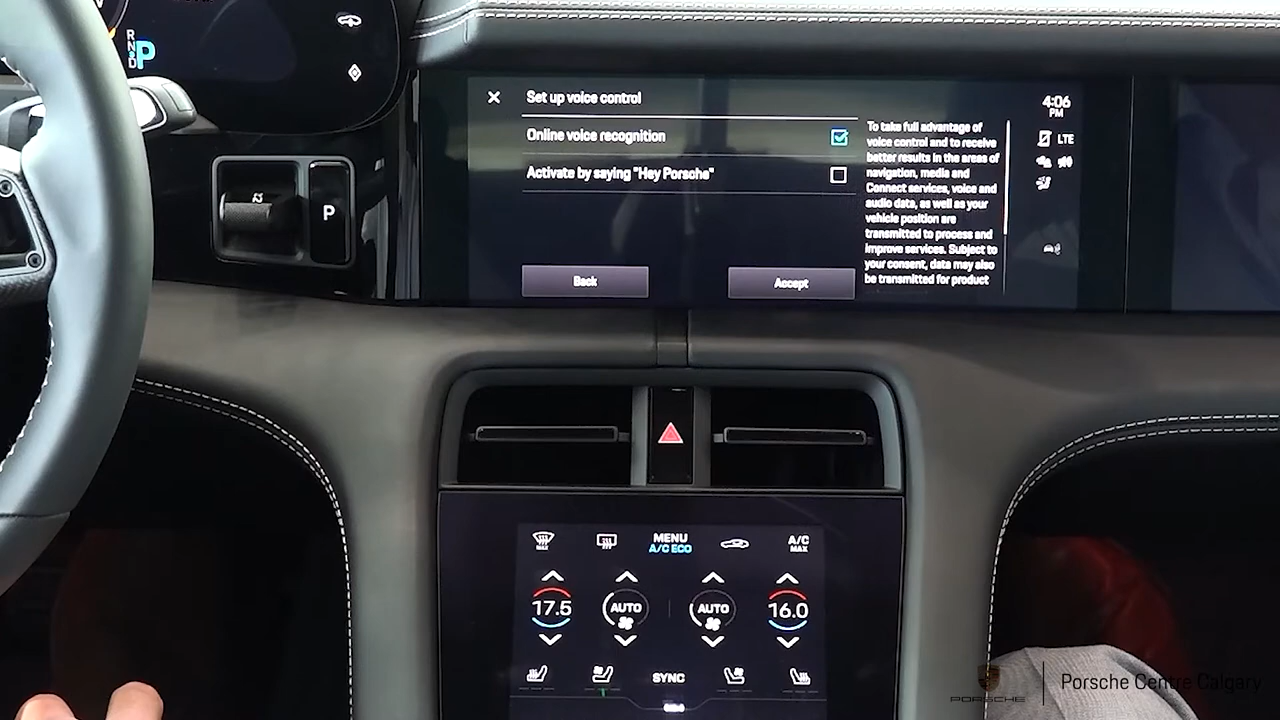 R
N
D
P
Set up voice control
Online voice recognition
Activate by saying "Hey Porsche"
Back
Accept
To take full advantage of
voice control and to receive
better results in the areas of
navigation, media and
Connect services, voice and
audio data, as well as your
vehicle position are
transmitted to process and
improve services. Subject to
your consent, data may also
be transmitted for product
4:06
PM
LTE
P
MAX
MENU
A/C ECO
A/C
MAX
17.5
AUTO
AUTO
16.0
SYNC
PORSCHE
Porsche Centre Calgary